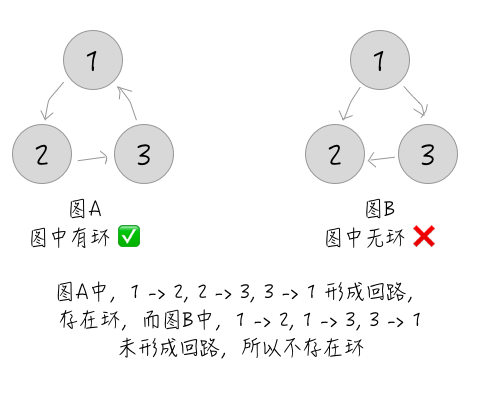 1
1
2
3
2
3
图A
图B
图中有环 ✅
图中无环 ❌
图A中，1 -> 2, 2 -> 3, 3 -> 1 形成回路，
存在环，而图B中，1 -> 2, 1 -> 3, 3 -> 1
未形成回路，所以不存在环